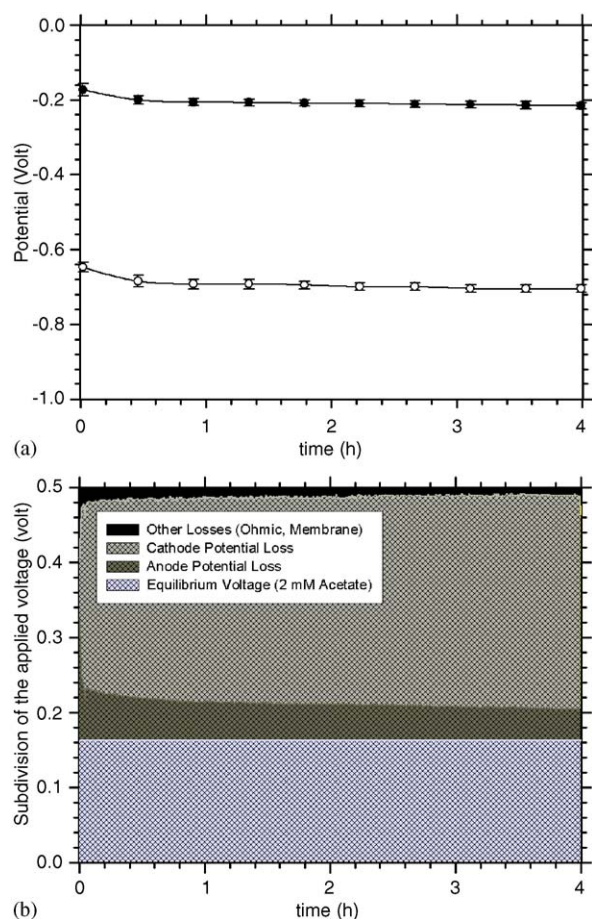 0.0
-0.2
-0.4
-0.6
-0.8
-1.0
Potential (Volt)
0 1 2 3 4
time (h)
(a)
0.5
0.4
0.3
0.2
0.1
0.0
Subdivision of the applied voltage (volt)
Other Losses (Ohmic, Membrane)
Cathode Potential Loss
Anode Potential Loss
Equilibrium Voltage (2 mM Acetate)
0 1 2 3 4
time (h)
(b)